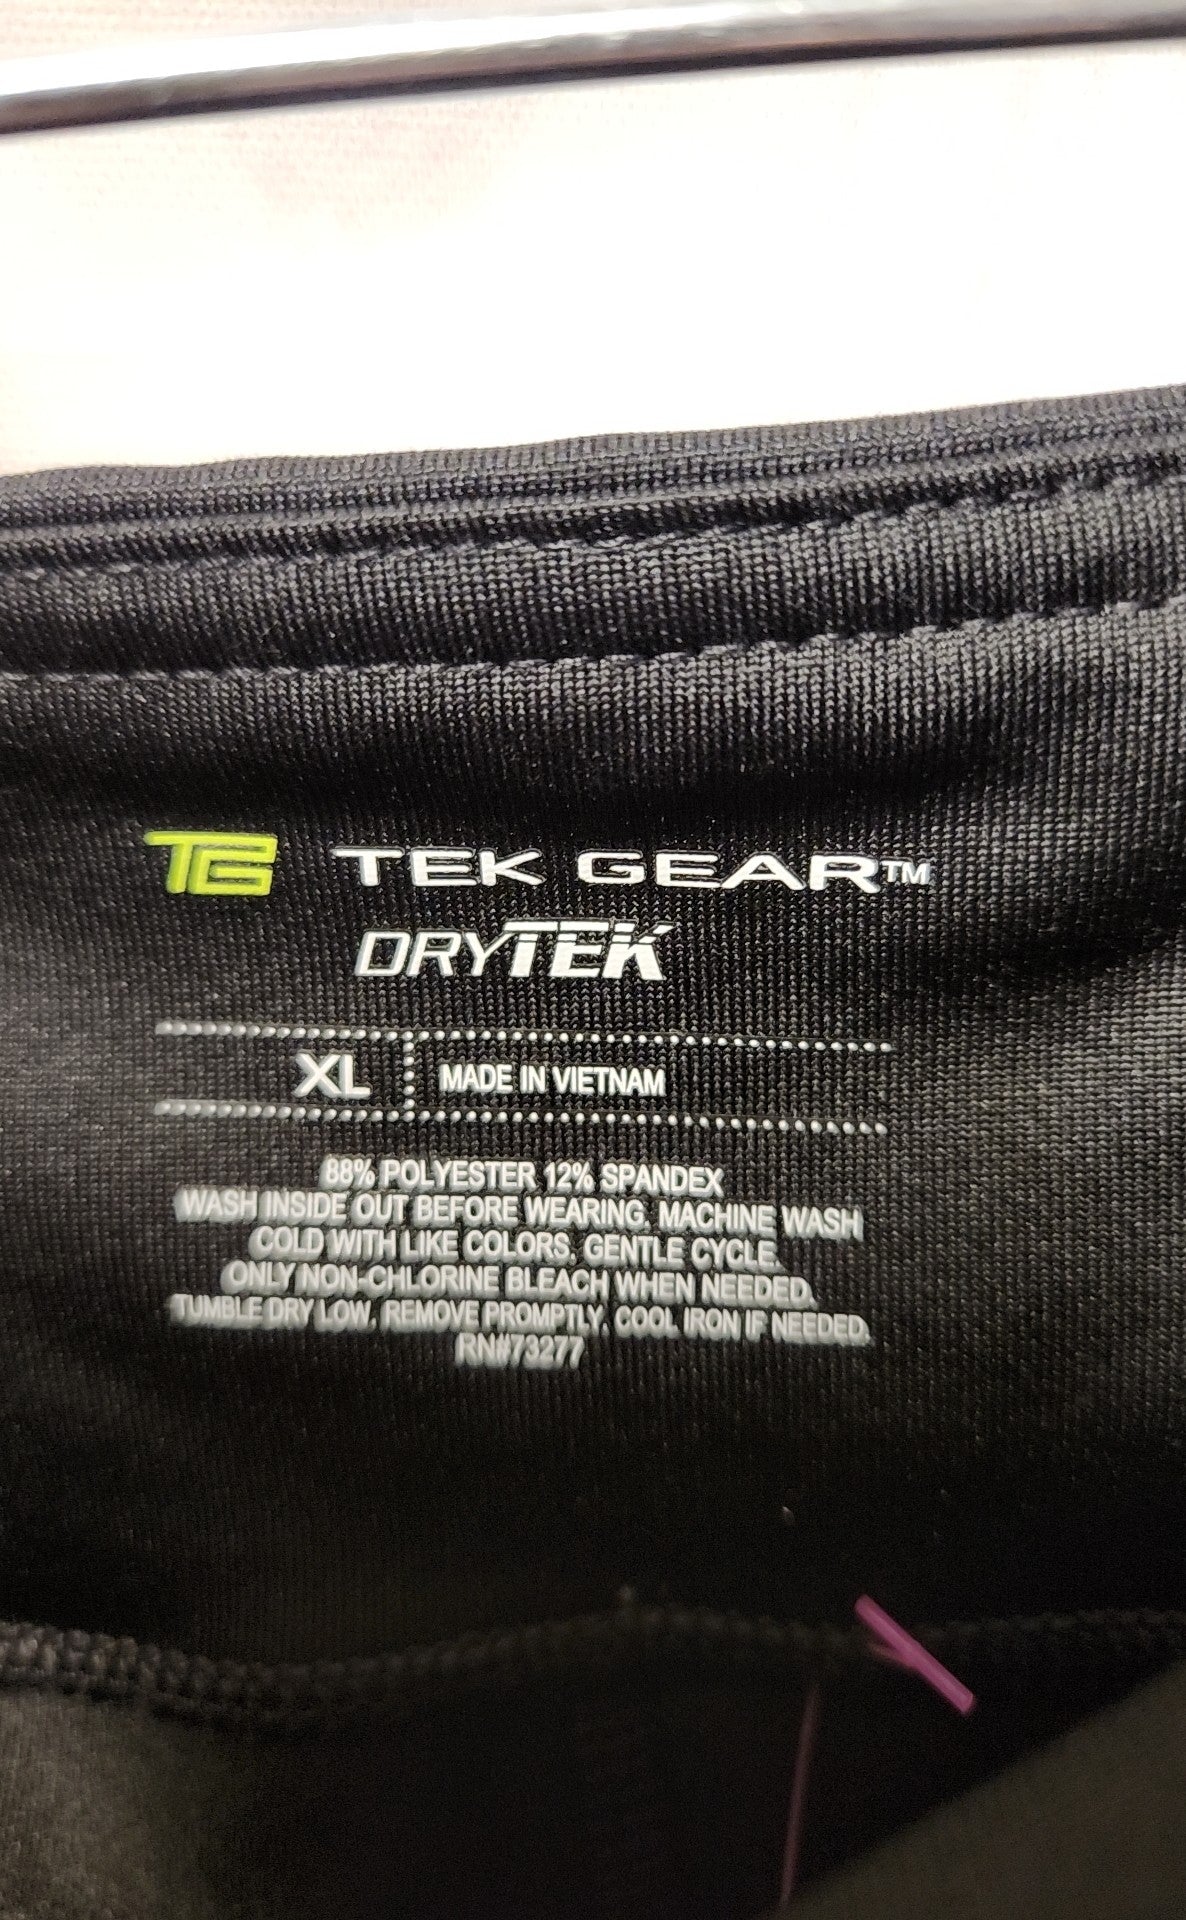 TG TEK GEAR™
DRYTEK
XL MADE IN VIETNAM
88% POLYESTER 12% SPANDEX
WASH INSIDE OUT BEFORE WEARING. MACHINE WASH
COLD WITH LIKE COLORS. GENTLE CYCLE.
ONLY NON-CHLORINE BLEACH WHEN NEEDED.
TUMBLE DRY LOW, REMOVE PROMPTLY. COOL IRON IF NEEDED.
RN#73277